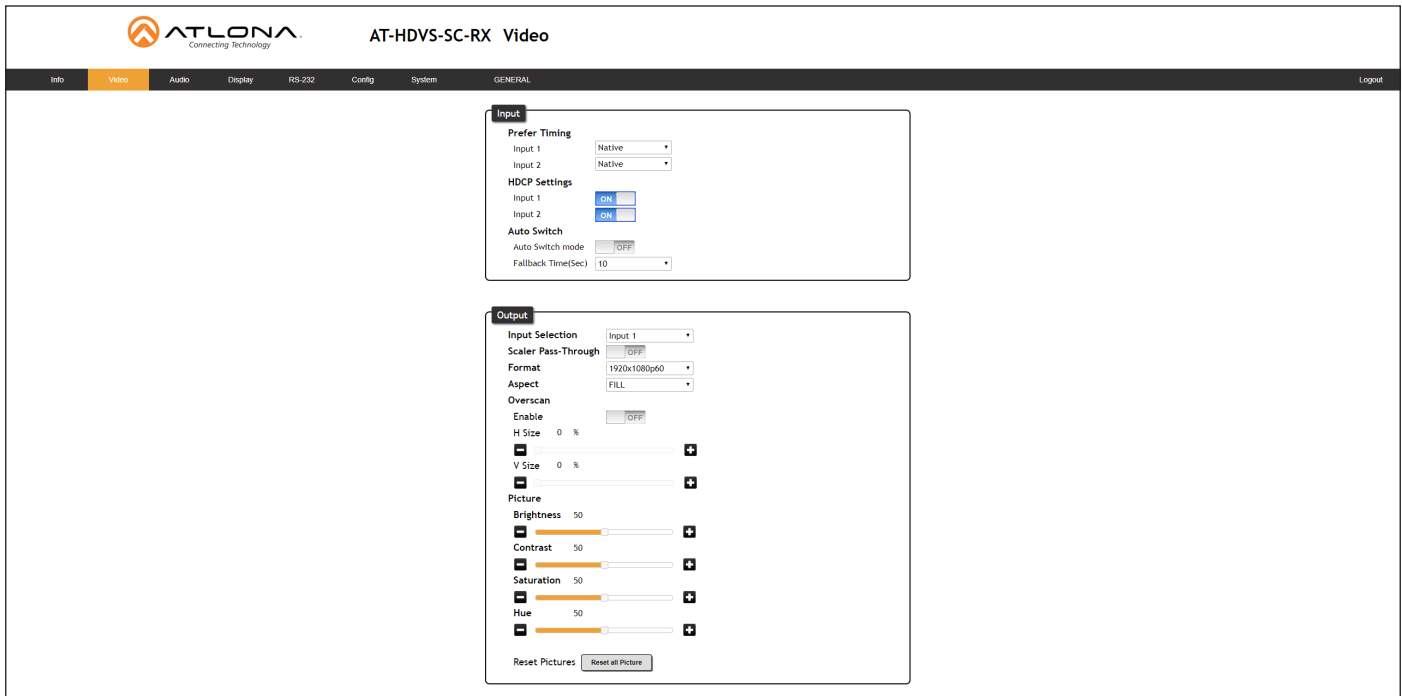 ATLONA.
Connecting Technology
AT-HDVS-SC-RX Video
Info Video Audio Display RS-232 Config System GENERAL Logout
Input
Prefer Timing
Input 1 Native
Input 2 Native
HDCP Settings
Input 1 ON
Input 2 ON
Auto Switch
Auto Switch mode OFF
Fallback Time(Sec) 10
Output
Input Selection Input 1
Scaler Pass-Through OFF
Format 1920x1080p60
Aspect FILL
Overscan
Enable OFF
H Size 0 %
V Size 0 %
Picture
Brightness 50
Contrast 50
Saturation 50
Hue 50
Reset Pictures Reset all Picture